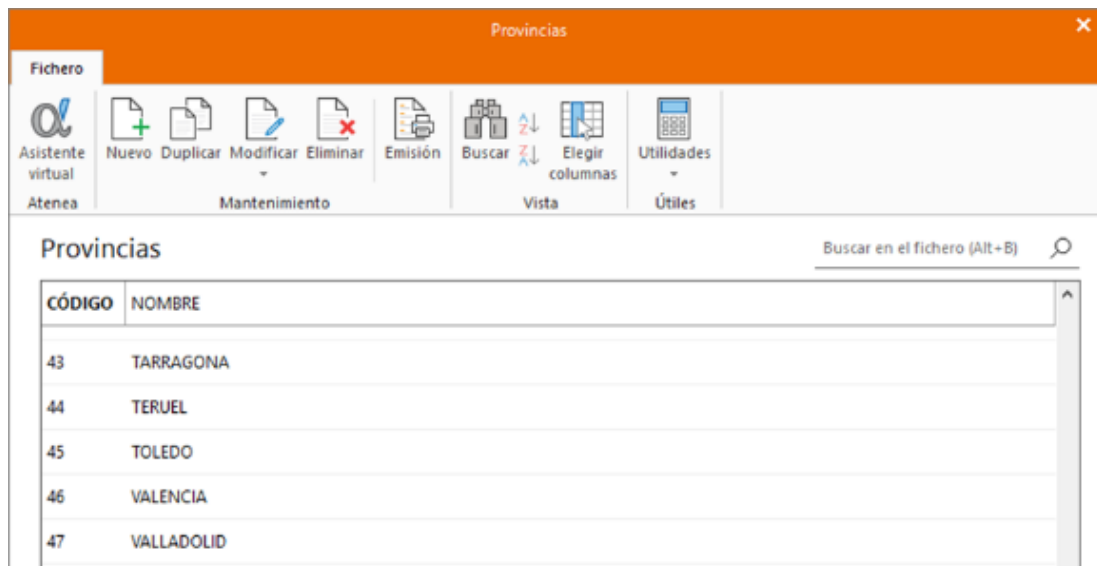 Provincias
Fichero
Asistente virtual
Nuevo Duplicar Modificar Eliminar Emisión Buscar Elegir columnas Utilidades
Atenea Mantenimiento Vista Útiles
Provincias Buscar en el fichero (Alt+B)
CÓDIGO NOMBRE
43 TARRAGONA
44 TERUEL
45 TOLEDO
46 VALENCIA
47 VALLADOLID